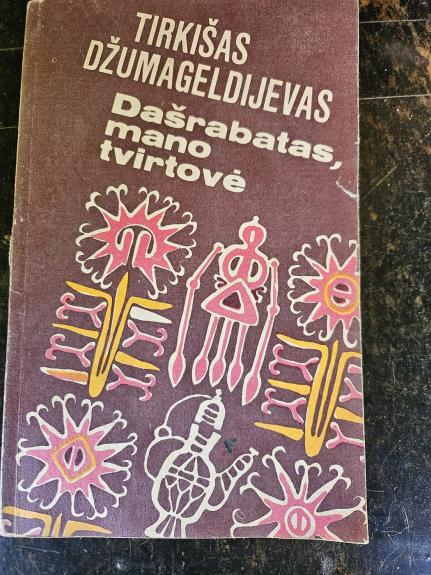 TIRKIŠAS
DŽUMAGELDIJEVAS
Dašrabatas,
mano
tvirtovė